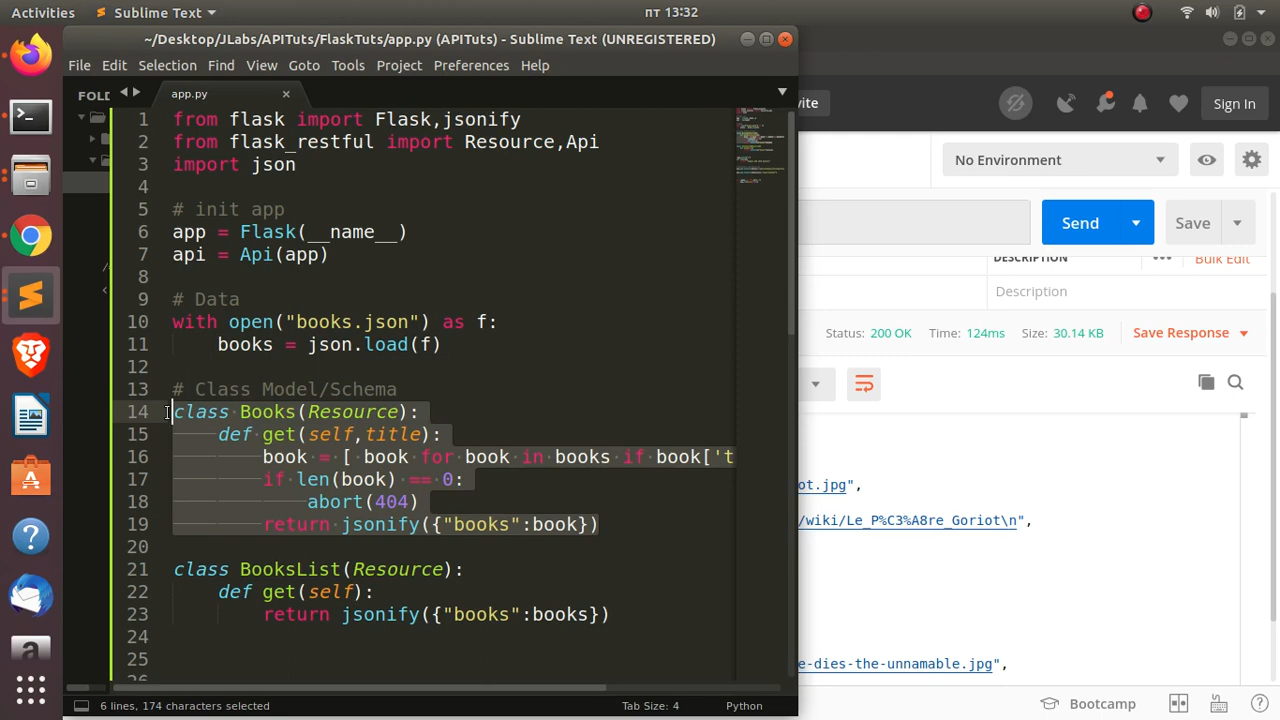 Activities
Sublime Text
пт 13:32
~/Desktop/JLabs/APITuts/FlaskTuts/app.py (APITuts) - Sublime Text (UNREGISTERED)
File Edit Selection Find View Goto Tools Project Preferences Help
FOLD
app.py
1 from flask import Flask,jsonify
2 from flask_restful import Resource,Api
3 import json
4
5 # init app
6 app = Flask(__name__)
7 api = Api(app)
8
9 # Data
10 with open("books.json") as f:
11 books = json.load(f)
12
13 # Class Model/Schema
14 class Books(Resource):
15 def get(self,title):
16 book = [ book for book in books if book['t
17 if len(book) == 0:
18 abort(404)
19 return jsonify({"books":book})
20
21 class BooksList(Resource):
22 def get(self):
23 return jsonify({"books":books})
24
25
6 lines, 174 characters selected
Tab Size: 4
Python
vite
Sign In
No Environment
Send
Save
DESCRIPTION
Bulk Edit
Description
Status: 200 OK Time: 124ms Size: 30.14 KB Save Response
ot.jpg",
/wiki/Le_P%C3%A8re_Goriot\n",
e-dies-the-unnamable.jpg",
Bootcamp